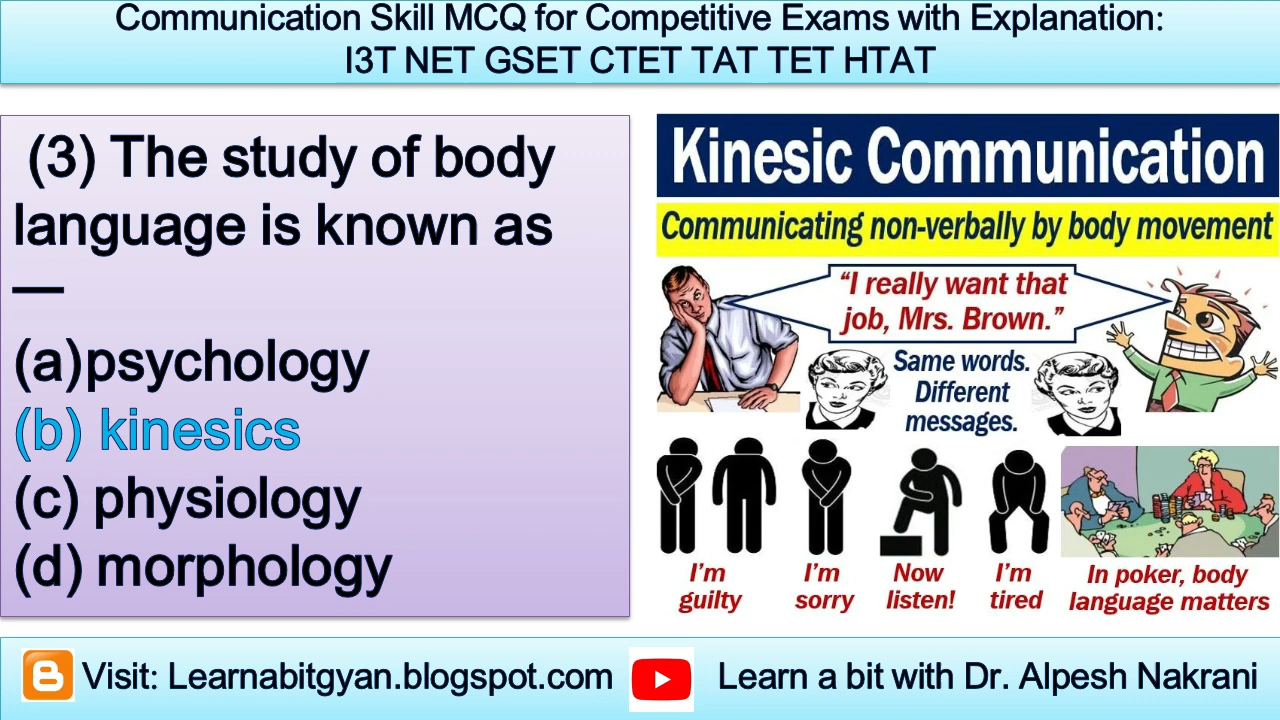 Communication Skill MCQ for Competitive Exams with Explanation:
I3T NET GSET CTET TAT TET HTAT
(3) The study of body
language is known as
—
(a)psychology
(b) kinesics
(c) physiology
(d) morphology
Kinesic Communication
Communicating non-verbally by body movement
“I really want that
job, Mrs. Brown.”
Same words.
Different
messages.
I’m
guilty
I’m
sorry
Now
listen!
I’m
tired
In poker, body
language matters
Visit: Learnabitgyan.blogspot.com
Learn a bit with Dr. Alpesh Nakrani